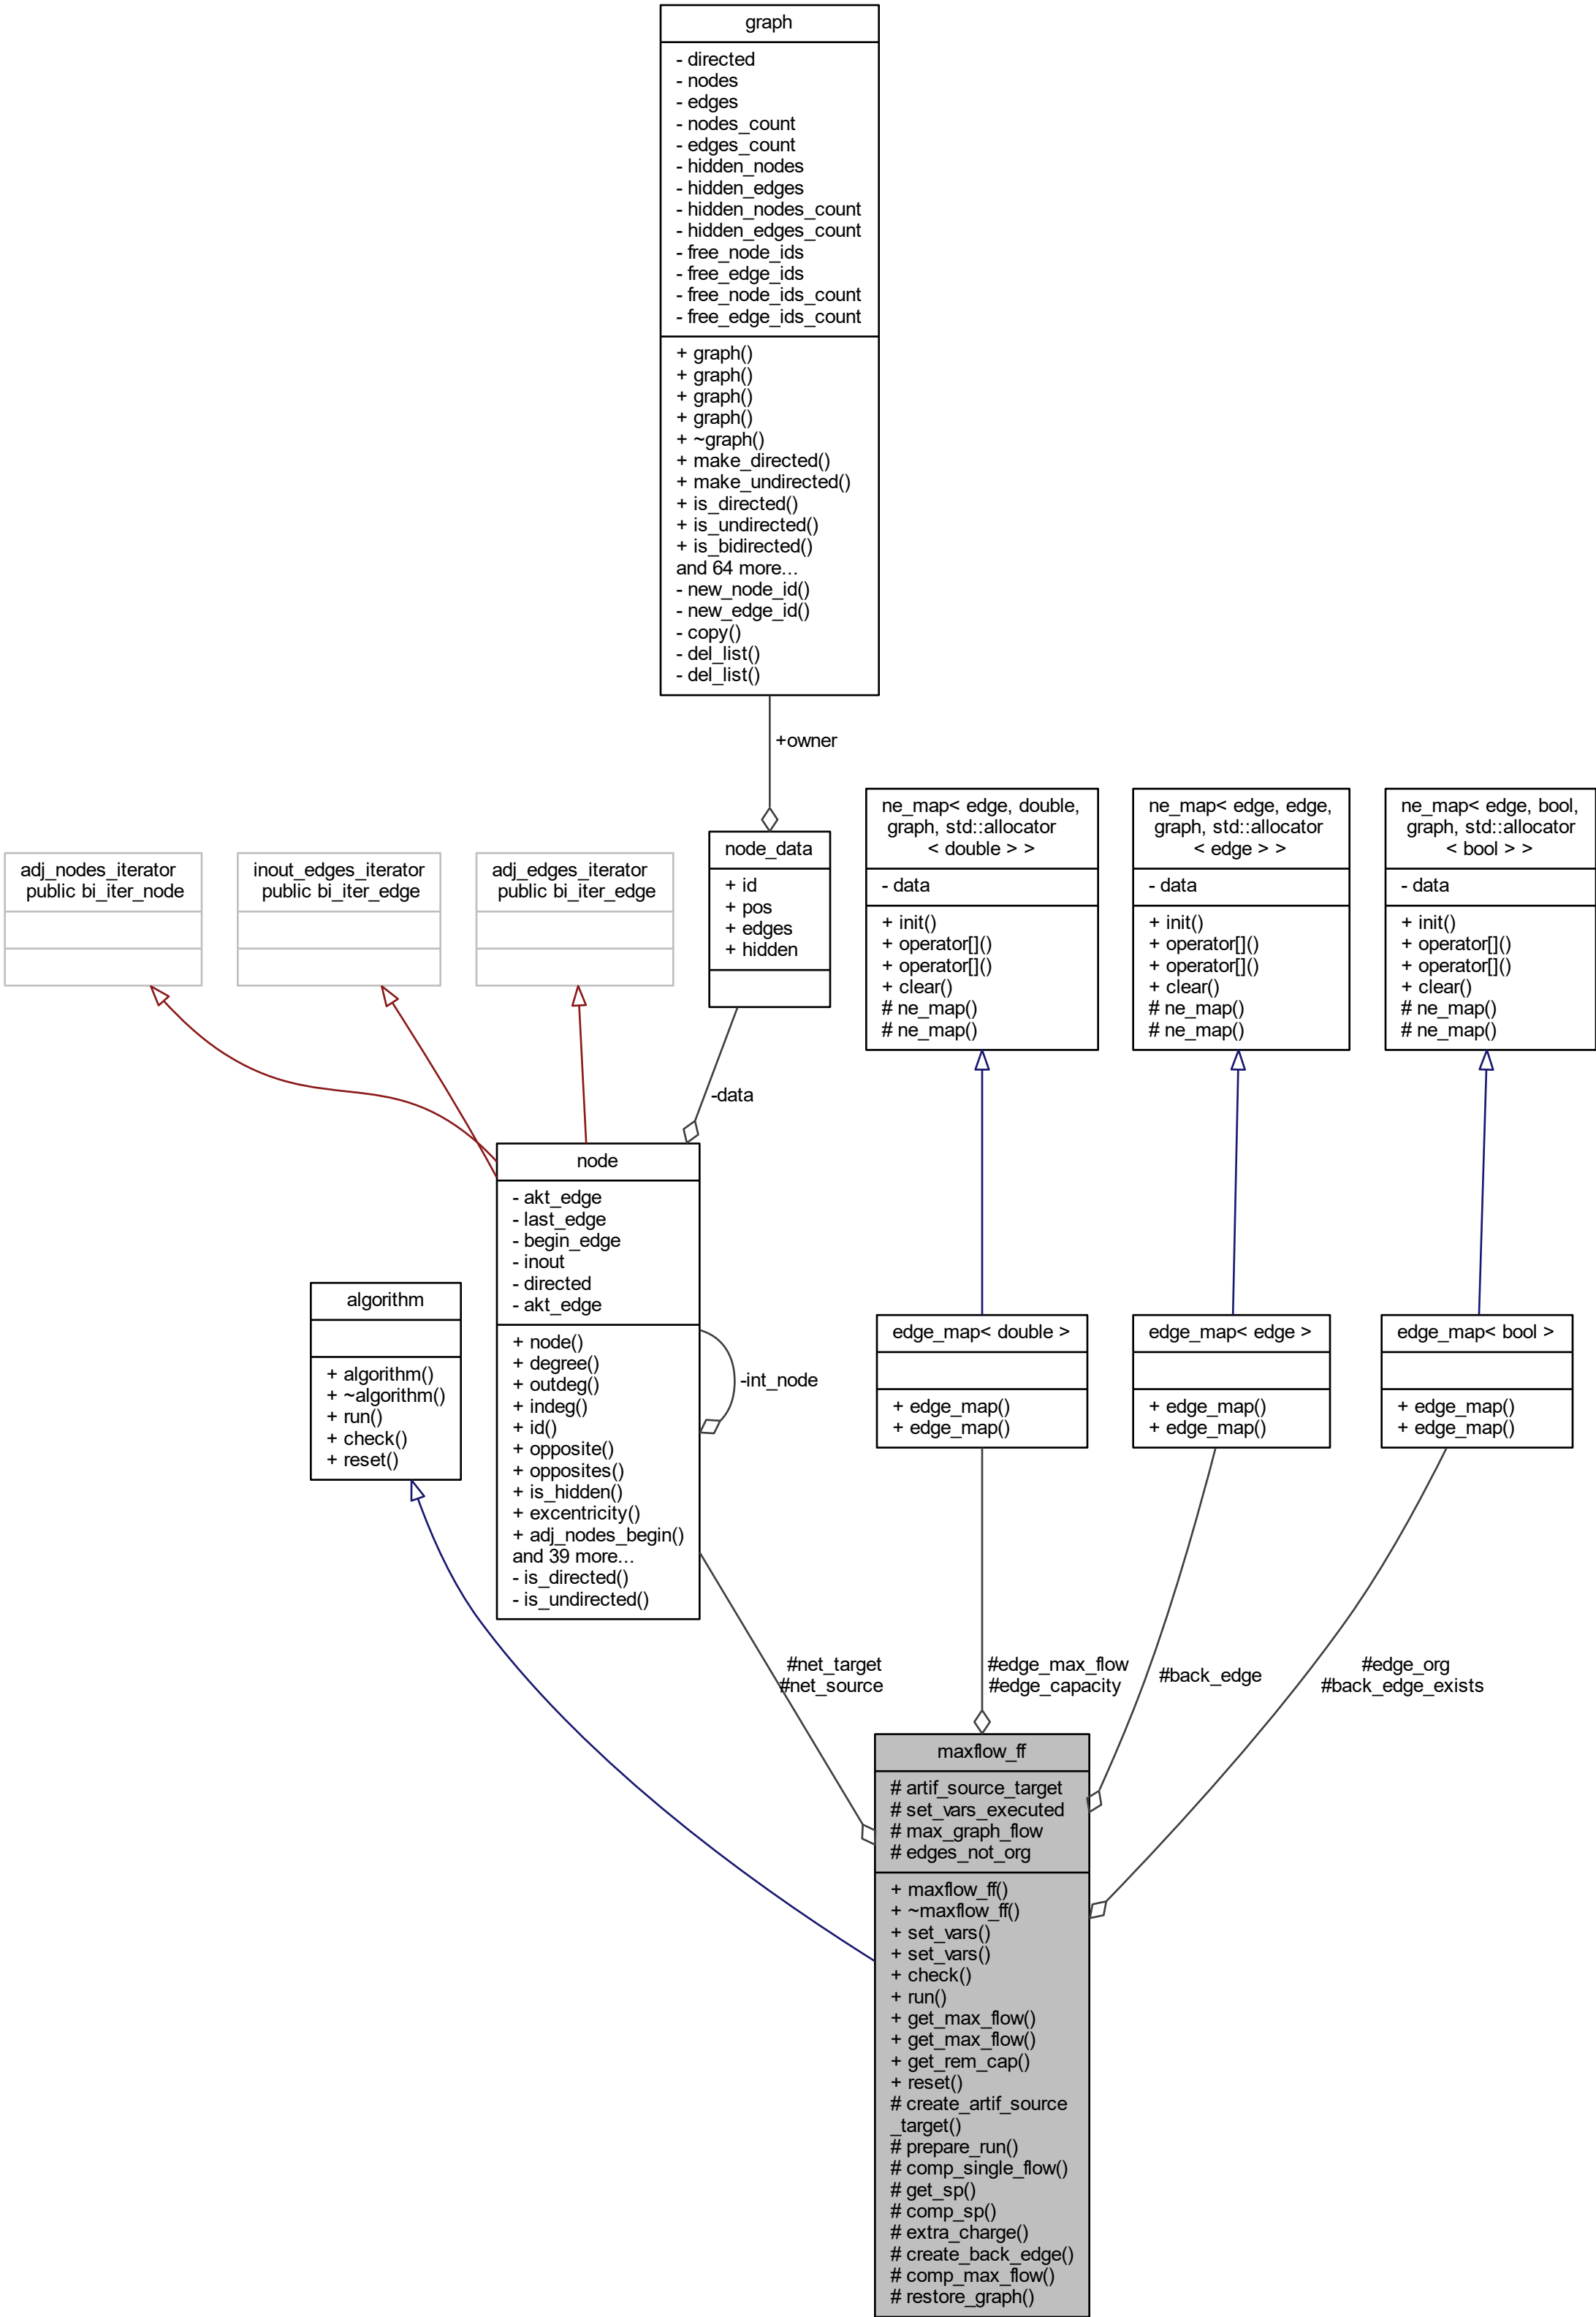 graph
- directed
- nodes
- edges
- nodes_count
- edges_count
- hidden_nodes
- hidden_edges
- hidden_nodes_count
- hidden_edges_count
- free_node_ids
- free_edge_ids
- free_node_ids_count
- free_edge_ids_count
+ graph()
+ graph()
+ graph()
+ graph()
+ ~graph()
+ make_directed()
+ make_undirected()
+ is_directed()
+ is_undirected()
+ is_bidirected()
and 64 more...
- new_node_id()
- new_edge_id()
- copy()
- del_list()
- del_list()
+owner
adj_nodes_iterator
public bi_iter_node
inout_edges_iterator
public bi_iter_edge
adj_edges_iterator
public bi_iter_edge
node_data
+ id
+ pos
+ edges
+ hidden
ne_map< edge, double,
graph, std::allocator
< double > >
- data
+ init()
+ operator[]()
+ operator[]()
+ clear()
# ne_map()
# ne_map()
ne_map< edge, edge,
graph, std::allocator
< edge > >
- data
+ init()
+ operator[]()
+ operator[]()
+ clear()
# ne_map()
# ne_map()
ne_map< edge, bool,
graph, std::allocator
< bool > >
- data
+ init()
+ operator[]()
+ operator[]()
+ clear()
# ne_map()
# ne_map()
-data
node
- akt_edge
- last_edge
- begin_edge
- inout
- directed
- akt_edge
+ node()
+ degree()
+ outdeg()
+ indeg()
+ id()
+ opposite()
+ opposites()
+ is_hidden()
+ excentricity()
+ adj_nodes_begin()
and 39 more...
- is_directed()
- is_undirected()
-int_node
algorithm
+ algorithm()
+ ~algorithm()
+ run()
+ check()
+ reset()
edge_map< double >
+ edge_map()
+ edge_map()
edge_map< edge >
+ edge_map()
+ edge_map()
edge_map< bool >
+ edge_map()
+ edge_map()
#net_target
#net_source
#edge_max_flow
#edge_capacity
#back_edge
#edge_org
#back_edge_exists
maxflow_ff
# artif_source_target
# set_vars_executed
# max_graph_flow
# edges_not_org
+ maxflow_ff()
+ ~maxflow_ff()
+ set_vars()
+ set_vars()
+ check()
+ run()
+ get_max_flow()
+ get_max_flow()
+ get_rem_cap()
+ reset()
# create_artif_source
_target()
# prepare_run()
# comp_single_flow()
# get_sp()
# comp_sp()
# extra_charge()
# create_back_edge()
# comp_max_flow()
# restore_graph()